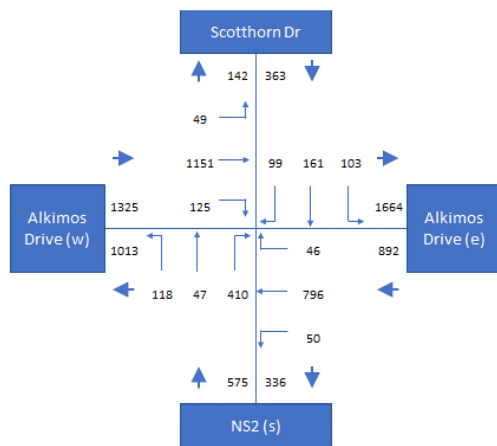 Scotthorn Dr
142 363
49
1151 99 161 103
Alkimos
Drive (w)
1325 125 1664
Alkimos
Drive (e)
1013 46 892
118 47 410 796
50
575 336
NS2 (s)